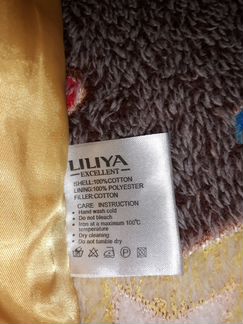 LILIYA
EXCELLENT
SHELL:100%COTTON
LINING:100% POLYESTER
FILLER:COTTON
CARE INSTRUCTION
• Hand wash cold
• Do not bleach
• Iron at a maximum 100℃
temperature
• Dry cleaning
• Do not tumble dry